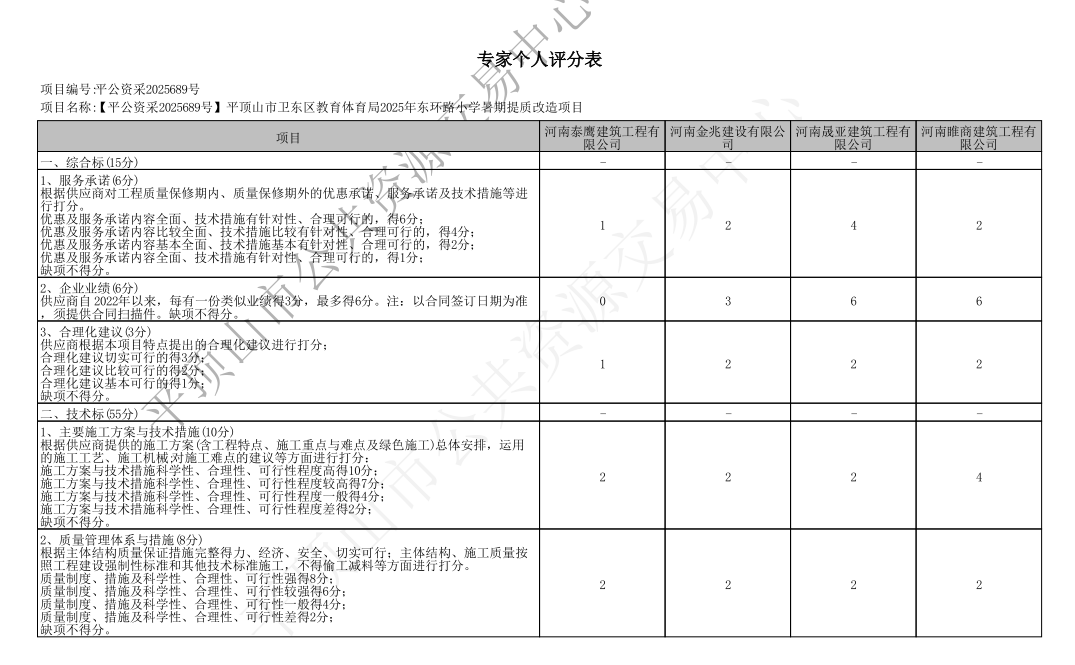 专家个人评分表
项目编号:平公资采2025689号
项目名称:【平公资采2025689号】平顶山市卫东区教育体育局2025年东环路小学暑期提质改造项目
项目 河南泰鹰建筑工程有限公司 河南金兆建设有限公司 河南晟亚建筑工程有限公司 河南睢商建筑工程有限公司
一、综合标(15分) - - - -
1、服务承诺(6分)
根据供应商对工程质量保修期内、质量保修期外的优惠承诺、服务承诺及技术措施等进
行打分。
优惠及服务承诺内容全面、技术措施有针对性、合理可行的，得6分；
优惠及服务承诺内容比较全面、技术措施比较有针对性、合理可行的，得4分；
优惠及服务承诺内容基本全面、技术措施基本有针对性、合理可行的，得2分；
优惠及服务承诺内容全面、技术措施有针对性、合理可行的，得1分；
缺项不得分。
1 2 4 2
2、企业业绩(6分)
供应商自 2022年以来，每有一份类似业绩得3分，最多得6分。注：以合同签订日期为准
，须提供合同扫描件。缺项不得分。
0 3 6 6
3、合理化建议(3分)
供应商根据本项目特点提出的合理化建议进行打分；
合理化建议切实可行的得3分；
合理化建议比较可行的得2分；
合理化建议基本可行的得1分；
缺项不得分。
1 2 2 2
二、技术标(55分) - - - -
1、主要施工方案与技术措施(10分)
根据供应商提供的施工方案(含工程特点、施工重点与难点及绿色施工)总体安排，运用
的施工工艺、施工机械;对施工难点的建议等方面进行打分；
施工方案与技术措施科学性、合理性、可行性程度高得10分；
施工方案与技术措施科学性、合理性、可行性程度较高得7分；
施工方案与技术措施科学性、合理性、可行性程度一般得4分；
施工方案与技术措施科学性、合理性、可行性程度差得2分；
缺项不得分。
2 2 2 4
2、质量管理体系与措施(8分)
根据主体结构质量保证措施完整得力、经济、安全、切实可行；主体结构、施工质量按
照工程建设强制性标准和其他技术标准施工，不得偷工减料等方面进行打分。
质量制度、措施及科学性、合理性、可行性强得8分；
质量制度、措施及科学性、合理性、可行性较强得6分；
质量制度、措施及科学性、合理性、可行性一般得4分；
质量制度、措施及科学性、合理性、可行性差得2分；
缺项不得分。
2 2 2 2
平顶山市公共资源交易中心
平顶山市公共资源交易中心